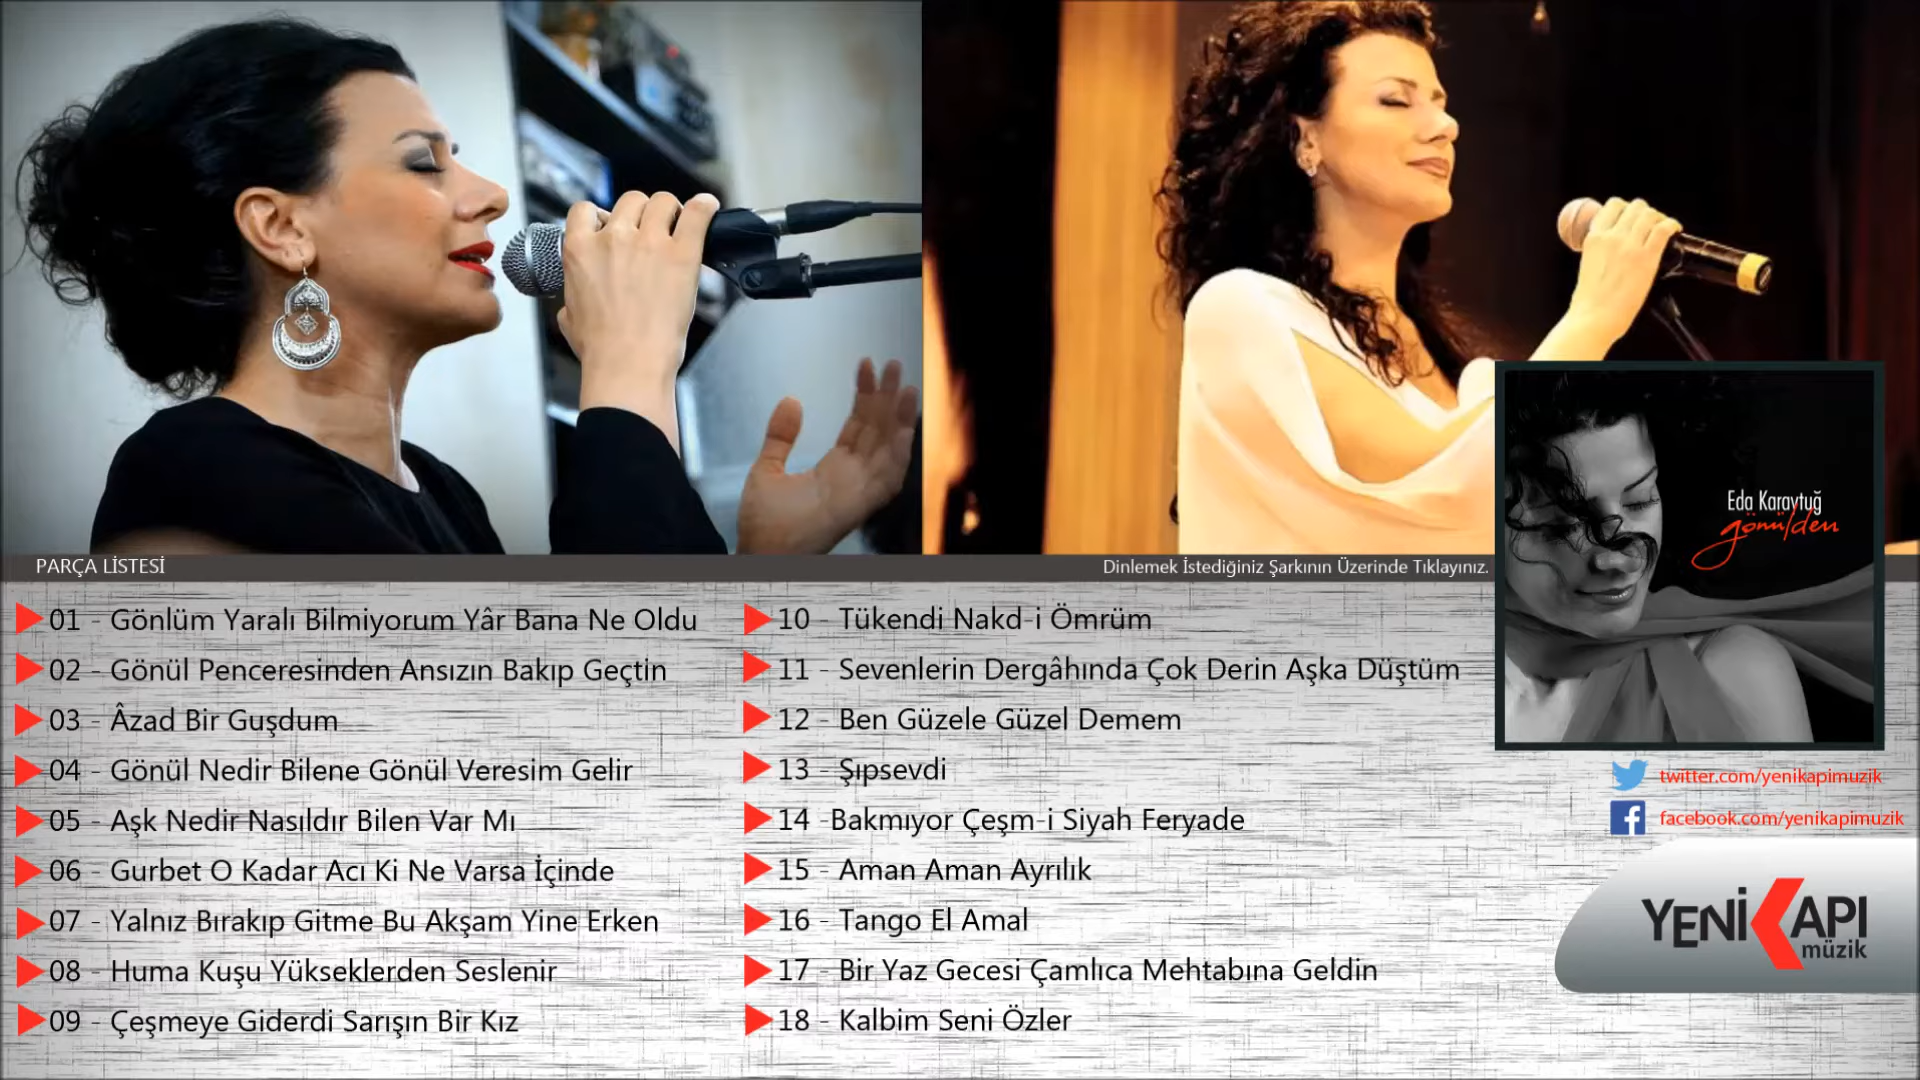 PARÇA LİSTESİ
Dinlemek İstediğiniz Şarkının Üzerinde Tıklayınız.
01 - Gönlüm Yaralı Bilmiyorum Yâr Bana Ne Oldu
02 - Gönül Penceresinden Ansızın Bakıp Geçtin
03 - Âzad Bir Guşdum
04 - Gönül Nedir Bilene Gönül Veresim Gelir
05 - Aşk Nedir Nasıldır Bilen Var Mı
06 - Gurbet O Kadar Acı Ki Ne Varsa İçinde
07 - Yalnız Bırakıp Gitme Bu Akşam Yine Erken
08 - Huma Kuşu Yükseklerden Seslenir
09 - Çeşmeye Giderdi Sarışın Bir Kız
10 - Tükendi Nakd-i Ömrüm
11 - Sevenlerin Dergâhında Çok Derin Aşka Düştüm
12 - Ben Güzele Güzel Demem
13 - Şıpsevdi
14 -Bakmıyor Çeşm-i Siyah Feryade
15 - Aman Aman Ayrılık
16 - Tango El Amal
17 - Bir Yaz Gecesi Çamlıca Mehtabına Geldin
18 - Kalbim Seni Özler
Eda Karaytuğ
gönülden
twitter.com/yenikapimuzik
facebook.com/yenikapimuzik
YENİKAPI
müzik